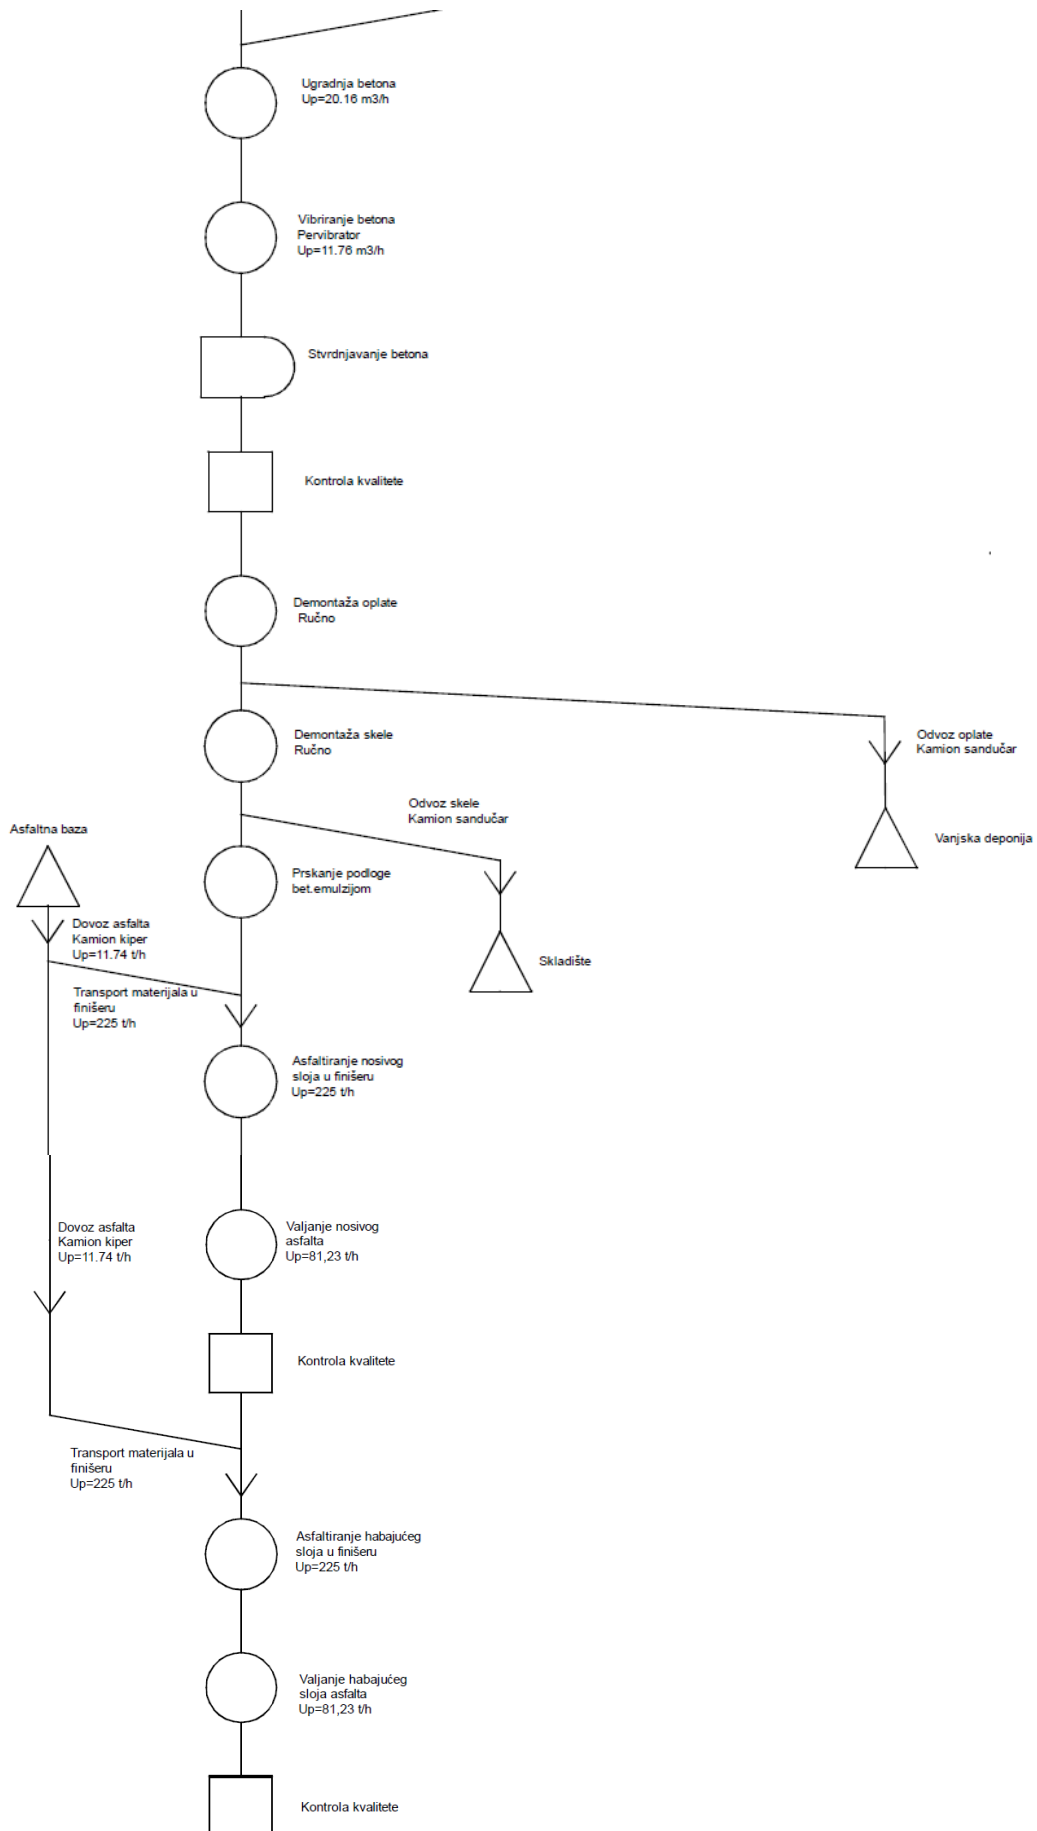 Ugradnja betona
Up=20.16 m3/h
Vibriranje betona
Pervibrator
Up=11.76 m3/h
Stvrdnjavanje betona
Kontrola kvalitete
Demontaža oplate
Ručno
Demontaža skele
Ručno
Odvoz oplate
Kamion sandučar
Odvoz skele
Kamion sandučar
Vanjska deponija
Asfaltna baza
Prskanje podloge
bet.emulzijom
Dovoz asfalta
Kamion kiper
Up=11.74 t/h
Skladište
Transport materijala u
finišeru
Up=225 t/h
Asfaltiranje nosivog
sloja u finišeru
Up=225 t/h
Dovoz asfalta
Kamion kiper
Up=11.74 t/h
Valjanje nosivog
asfalta
Up=81,23 t/h
Kontrola kvalitete
Transport materijala u
finišeru
Up=225 t/h
Asfaltiranje habajućeg
sloja u finišeru
Up=225 t/h
Valjanje habajućeg
sloja asfalta
Up=81,23 t/h
Kontrola kvalitete